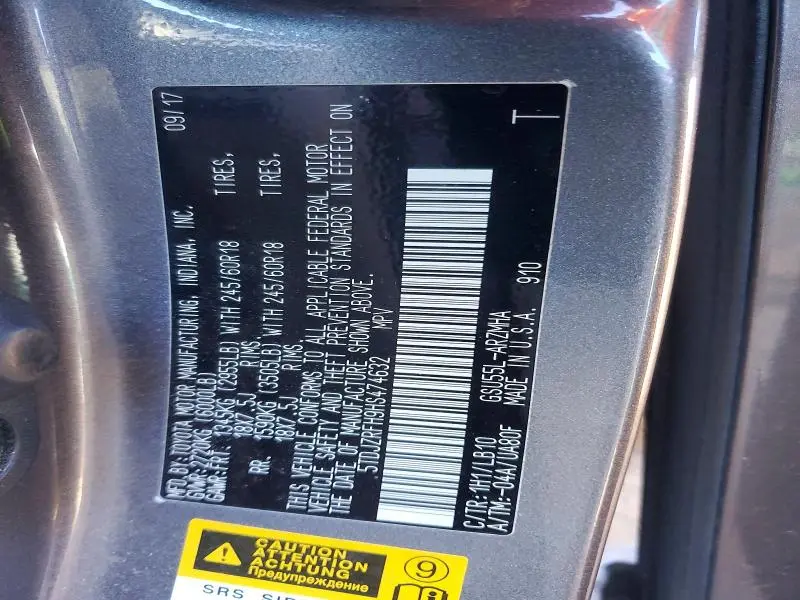 MFD.BY:TOYOTA MOTOR MANUFACTURING, INDIANA, INC. 09/17
GVWR:2720KG (6000LB)
GAWR:FRT. 1345KG (2955LB) WITH 245/60R18 TIRES,
18X7.5J RIMS.
RR. 1590KG (3505LB) WITH 245/60R18 TIRES,
18X7.5J RIMS.
THIS VEHICLE CONFORMS TO ALL APPLICABLE FEDERAL MOTOR
VEHICLE SAFETY AND THEFT PREVENTION STANDARDS IN EFFECT ON
THE DATE OF MANUFACTURE SHOWN ABOVE.
5TDJZRFH9HS474632 MPV
C/TR:1H1/LB10 GSU55L-ARZMHA
A/TM:-04A/UA80F MADE IN U.S.A. 910 T
CAUTION
ATTENTION
ACHTUNG
Предупреждение
9
SRS